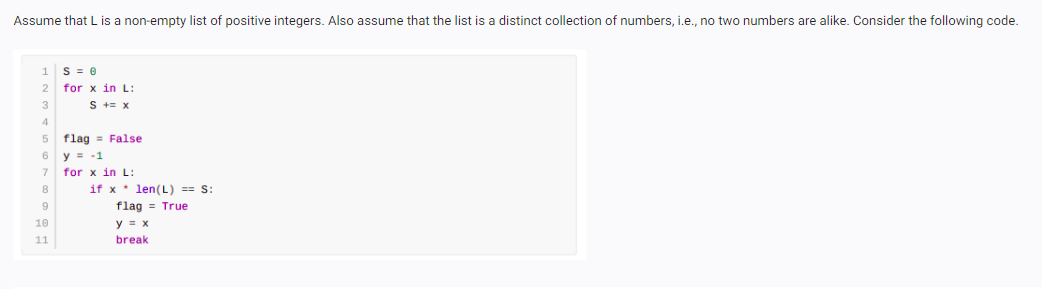 Assume that L is a non-empty list of positive integers. Also assume that the list is a distinct collection of numbers, i.e., no two numbers are alike. Consider the following code.
1 S = 0
2 for x in L:
3     S += x
4
5 flag = False
6 y = -1
7 for x in L:
8     if x * len(L) == S:
9         flag = True
10         y = x
11         break